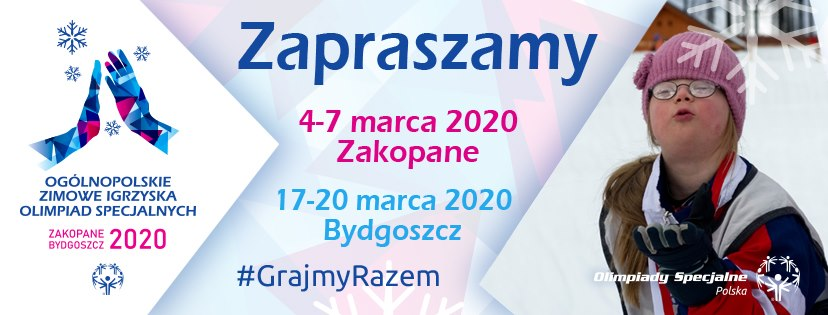 OGÓLNOPOLSKIE
ZIMOWE IGRZYSKA
OLIMPIAD SPECJALNYCH
ZAKOPANE
BYDGOSZCZ 2020
Zapraszamy
4-7 marca 2020
Zakopane
17-20 marca 2020
Bydgoszcz
#GrajmyRazem
Olimpiady Specjalne
Polska